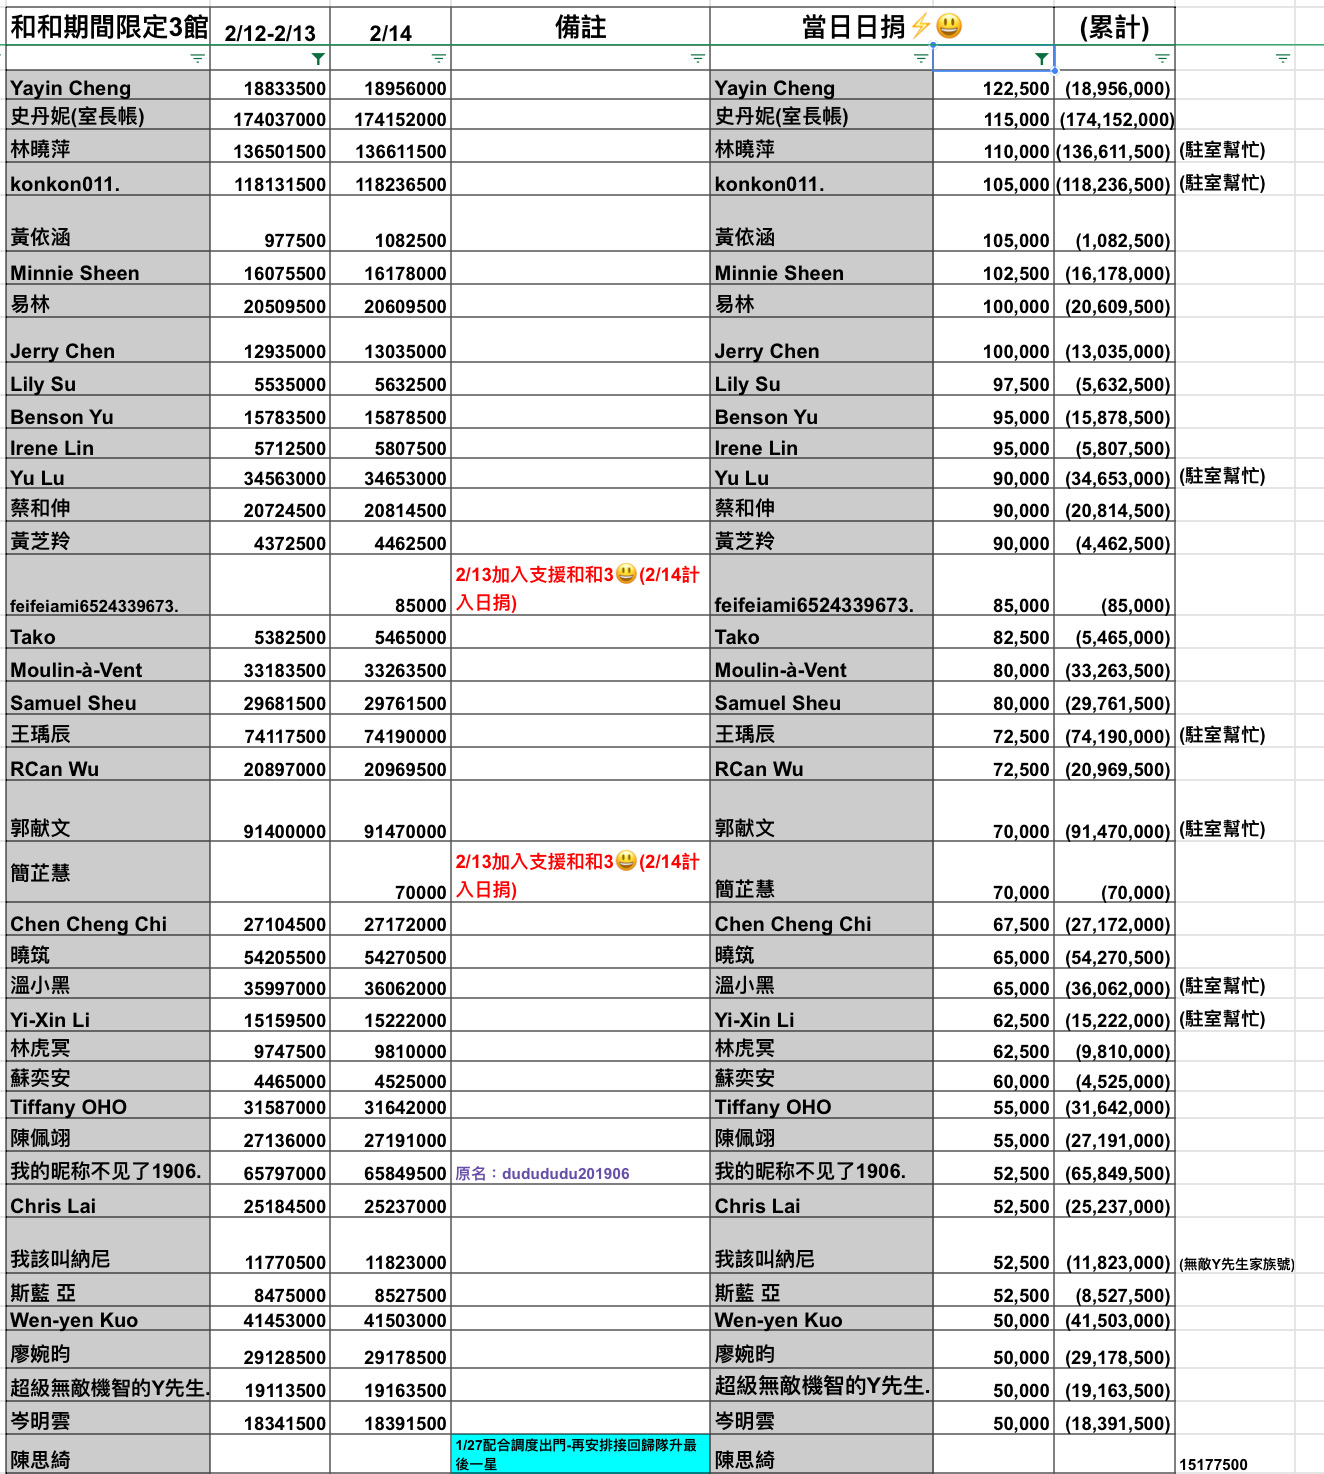 和和期間限定3館 2/12-2/13 2/14 備註 當日日捐⚡😃 (累計)
Yayin Cheng 18833500 18956000 Yayin Cheng 122,500 (18,956,000)
史丹妮(室長帳) 174037000 174152000 史丹妮(室長帳) 115,000 (174,152,000)
林曉萍 136501500 136611500 林曉萍 110,000 (136,611,500) (駐室幫忙)
konkon011. 118131500 118236500 konkon011. 105,000 (118,236,500) (駐室幫忙)
黃依涵 977500 1082500 黃依涵 105,000 (1,082,500)
Minnie Sheen 16075500 16178000 Minnie Sheen 102,500 (16,178,000)
易林 20509500 20609500 易林 100,000 (20,609,500)
Jerry Chen 12935000 13035000 Jerry Chen 100,000 (13,035,000)
Lily Su 5535000 5632500 Lily Su 97,500 (5,632,500)
Benson Yu 15783500 15878500 Benson Yu 95,000 (15,878,500)
Irene Lin 5712500 5807500 Irene Lin 95,000 (5,807,500)
Yu Lu 34563000 34653000 Yu Lu 90,000 (34,653,000) (駐室幫忙)
蔡和伸 20724500 20814500 蔡和伸 90,000 (20,814,500)
黃芝羚 4372500 4462500 黃芝羚 90,000 (4,462,500)
2/13加入支援和和3😃(2/14計
入日捐)
feifeiami6524339673. 85000 feifeiami6524339673. 85,000 (85,000)
Tako 5382500 5465000 Tako 82,500 (5,465,000)
Moulin-à-Vent 33183500 33263500 Moulin-à-Vent 80,000 (33,263,500)
Samuel Sheu 29681500 29761500 Samuel Sheu 80,000 (29,761,500)
王瑀辰 74117500 74190000 王瑀辰 72,500 (74,190,000) (駐室幫忙)
RCan Wu 20897000 20969500 RCan Wu 72,500 (20,969,500)
郭献文 91400000 91470000 郭献文 70,000 (91,470,000) (駐室幫忙)
2/13加入支援和和3😃(2/14計
入日捐)
簡芷慧 70000 簡芷慧 70,000 (70,000)
Chen Cheng Chi 27104500 27172000 Chen Cheng Chi 67,500 (27,172,000)
曉筑 54205500 54270500 曉筑 65,000 (54,270,500)
溫小黑 35997000 36062000 溫小黑 65,000 (36,062,000) (駐室幫忙)
Yi-Xin Li 15159500 15222000 Yi-Xin Li 62,500 (15,222,000) (駐室幫忙)
林虎冥 9747500 9810000 林虎冥 62,500 (9,810,000)
蘇奕安 4465000 4525000 蘇奕安 60,000 (4,525,000)
Tiffany OHO 31587000 31642000 Tiffany OHO 55,000 (31,642,000)
陳佩翊 27136000 27191000 陳佩翊 55,000 (27,191,000)
我的昵称不见了1906. 65797000 65849500 原名：dudududu201906 我的昵称不见了1906. 52,500 (65,849,500)
Chris Lai 25184500 25237000 Chris Lai 52,500 (25,237,000)
我該叫納尼 11770500 11823000 我該叫納尼 52,500 (11,823,000) (無敵Y先生家族號)
斯藍 亞 8475000 8527500 斯藍 亞 52,500 (8,527,500)
Wen-yen Kuo 41453000 41503000 Wen-yen Kuo 50,000 (41,503,000)
廖婉昀 29128500 29178500 廖婉昀 50,000 (29,178,500)
超級無敵機智的Y先生. 19113500 19163500 超級無敵機智的Y先生. 50,000 (19,163,500)
岑明雲 18341500 18391500 岑明雲 50,000 (18,391,500)
1/27配合調度出門-再安排接回歸隊升最
後一星
陳思綺 陳思綺 15177500